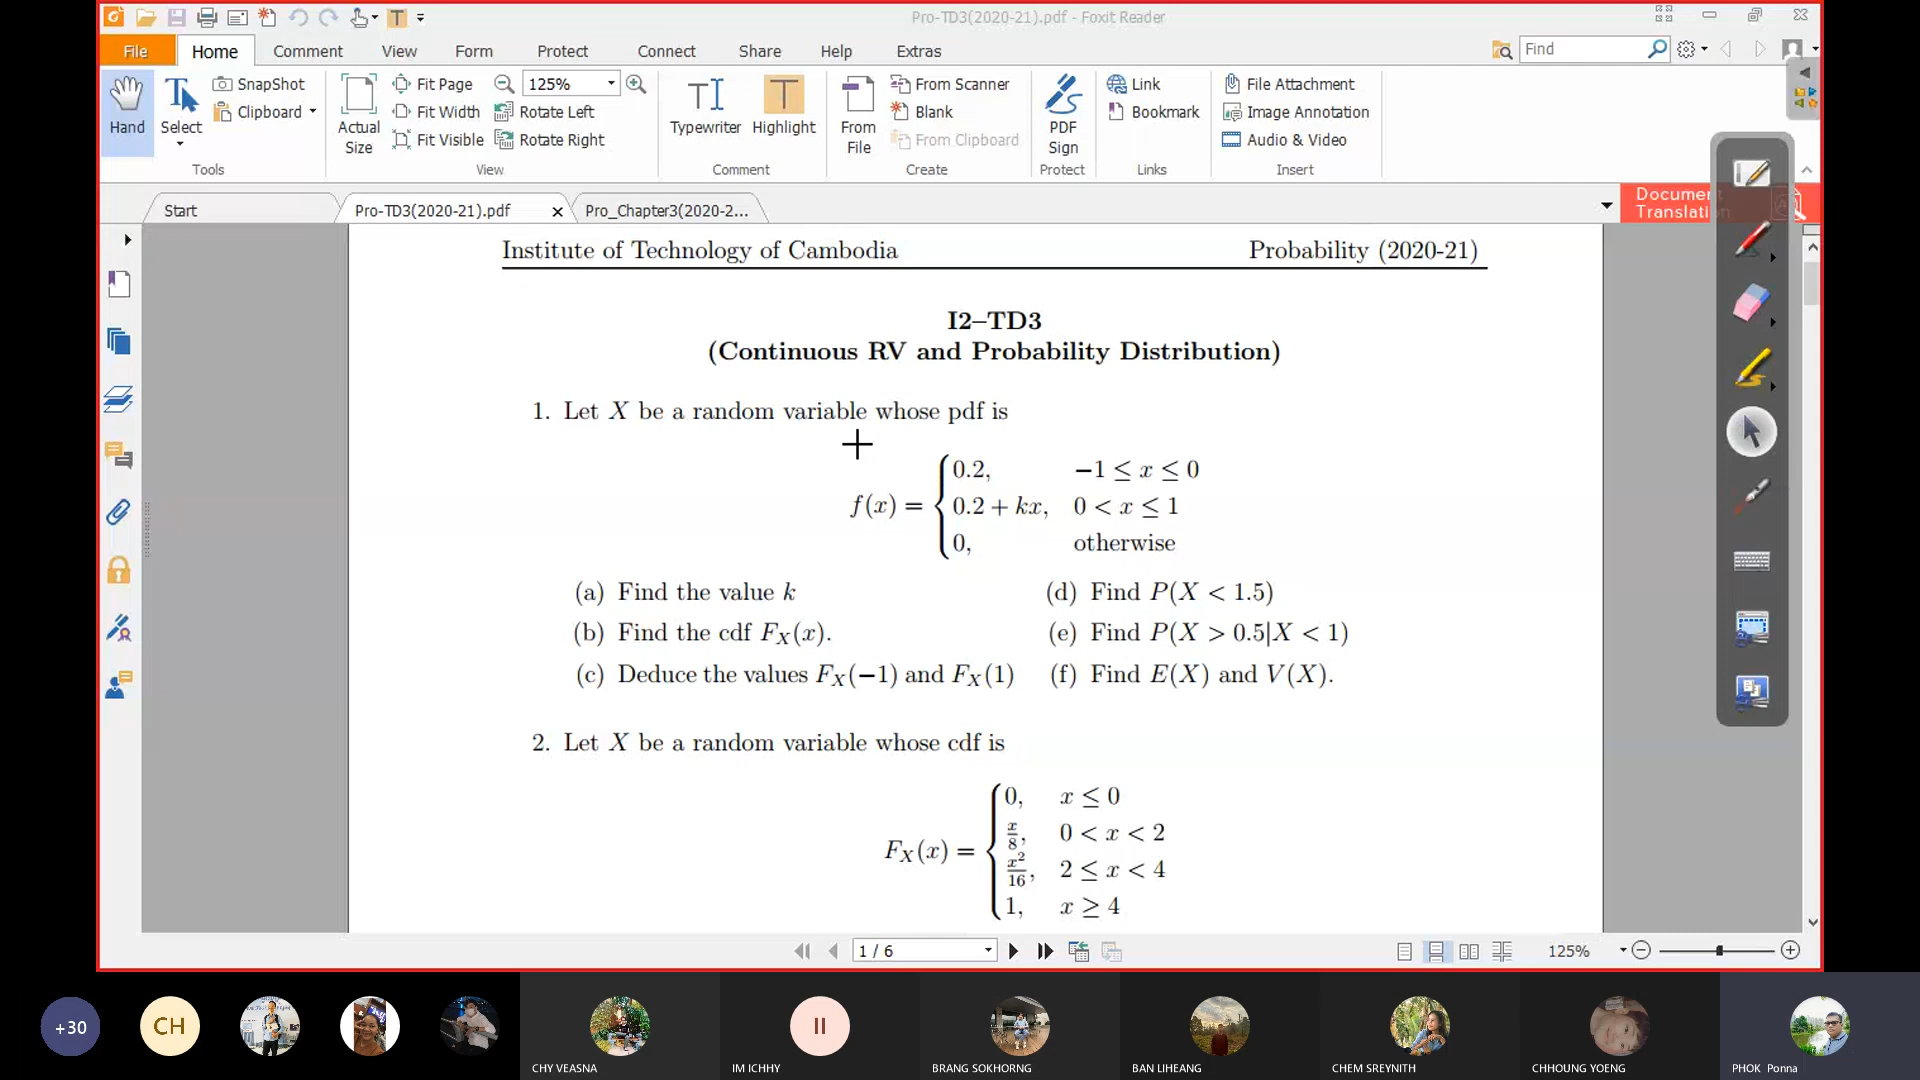 Pro-TD3(2020-21).pdf - Foxit Reader
File Home Comment View Form Protect Connect Share Help Extras Find
Hand
Select
SnapShot
Clipboard
Tools
Actual Size
Fit Page
Fit Width
Fit Visible
125%
Rotate Left
Rotate Right
View
Typewriter
Highlight
Comment
From File
From Scanner
Blank
From Clipboard
Create
PDF Sign
Protect
Link
Bookmark
Links
File Attachment
Image Annotation
Audio & Video
Insert
Start
Pro-TD3(2020-21).pdf
Pro_Chapter3(2020-2...
Document
Translati
Institute of Technology of Cambodia Probability (2020-21)
I2–TD3
(Continuous RV and Probability Distribution)
1. Let X be a random variable whose pdf is
f(x) = { 0.2, −1 ≤ x ≤ 0
0.2 + kx, 0 < x ≤ 1
0, otherwise
(a) Find the value k
(b) Find the cdf F_X(x).
(c) Deduce the values F_X(−1) and F_X(1)
(d) Find P(X < 1.5)
(e) Find P(X > 0.5|X < 1)
(f) Find E(X) and V(X).
2. Let X be a random variable whose cdf is
F_X(x) = { 0, x ≤ 0
x/8, 0 < x < 2
x²/16, 2 ≤ x < 4
1, x ≥ 4
1 / 6
125%
+30
CH
CHY VEASNA
II
IM ICHHY
BRANG SOKHORNG
BAN LIHEANG
CHEM SREYNITH
CHHOUNG YOENG
PHOK Ponna